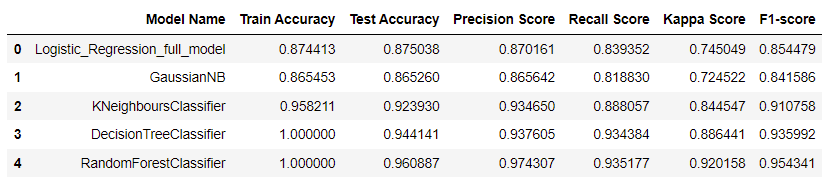 Model Name Train Accuracy Test Accuracy Precision Score Recall Score Kappa Score F1-score
0 Logistic_Regression_full_model 0.874413 0.875038 0.870161 0.839352 0.745049 0.854479
1 GaussianNB 0.865453 0.865260 0.865642 0.818830 0.724522 0.841586
2 KNeighboursClassifier 0.958211 0.923930 0.934650 0.888057 0.844547 0.910758
3 DecisionTreeClassifier 1.000000 0.944141 0.937605 0.934384 0.886441 0.935992
4 RandomForestClassifier 1.000000 0.960887 0.974307 0.935177 0.920158 0.954341